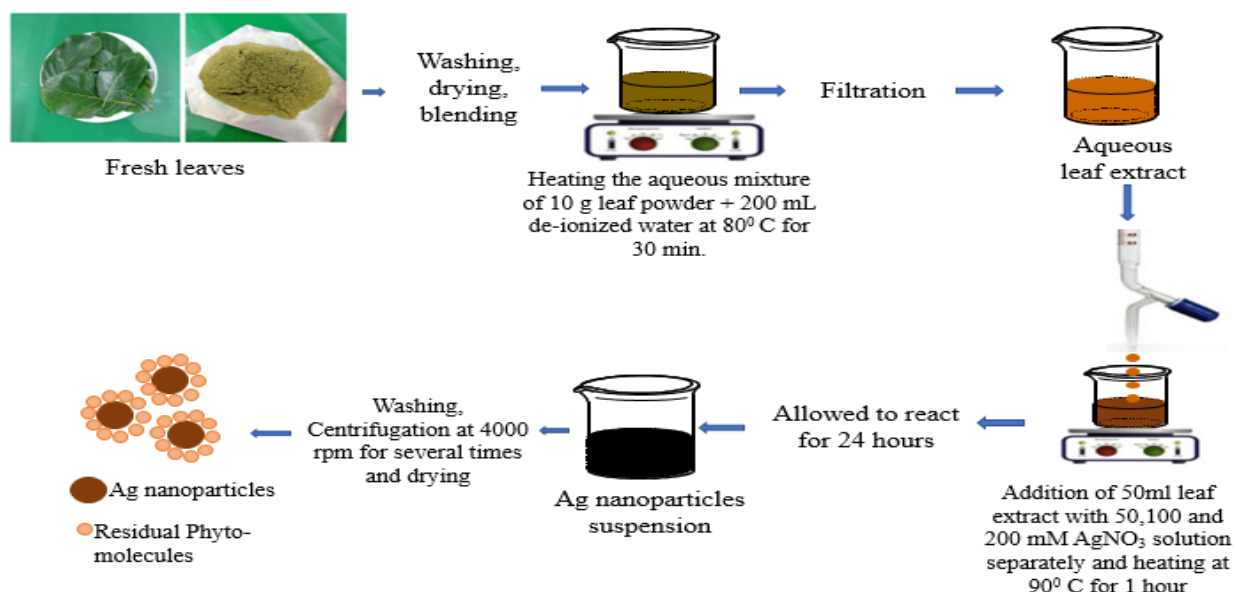 Fresh leaves
Washing,
drying,
blending
Heating the aqueous mixture
of 10 g leaf powder + 200 mL
de-ionized water at 80⁰ C for
30 min.
Filtration
Aqueous
leaf extract
Addition of 50ml leaf
extract with 50,100 and
200 mM AgNO₃ solution
separately and heating at
90⁰ C for 1 hour
Allowed to react
for 24 hours
Ag nanoparticles
suspension
Washing,
Centrifugation at 4000
rpm for several times
and drying
Ag nanoparticles
Residual Phyto-
molecules